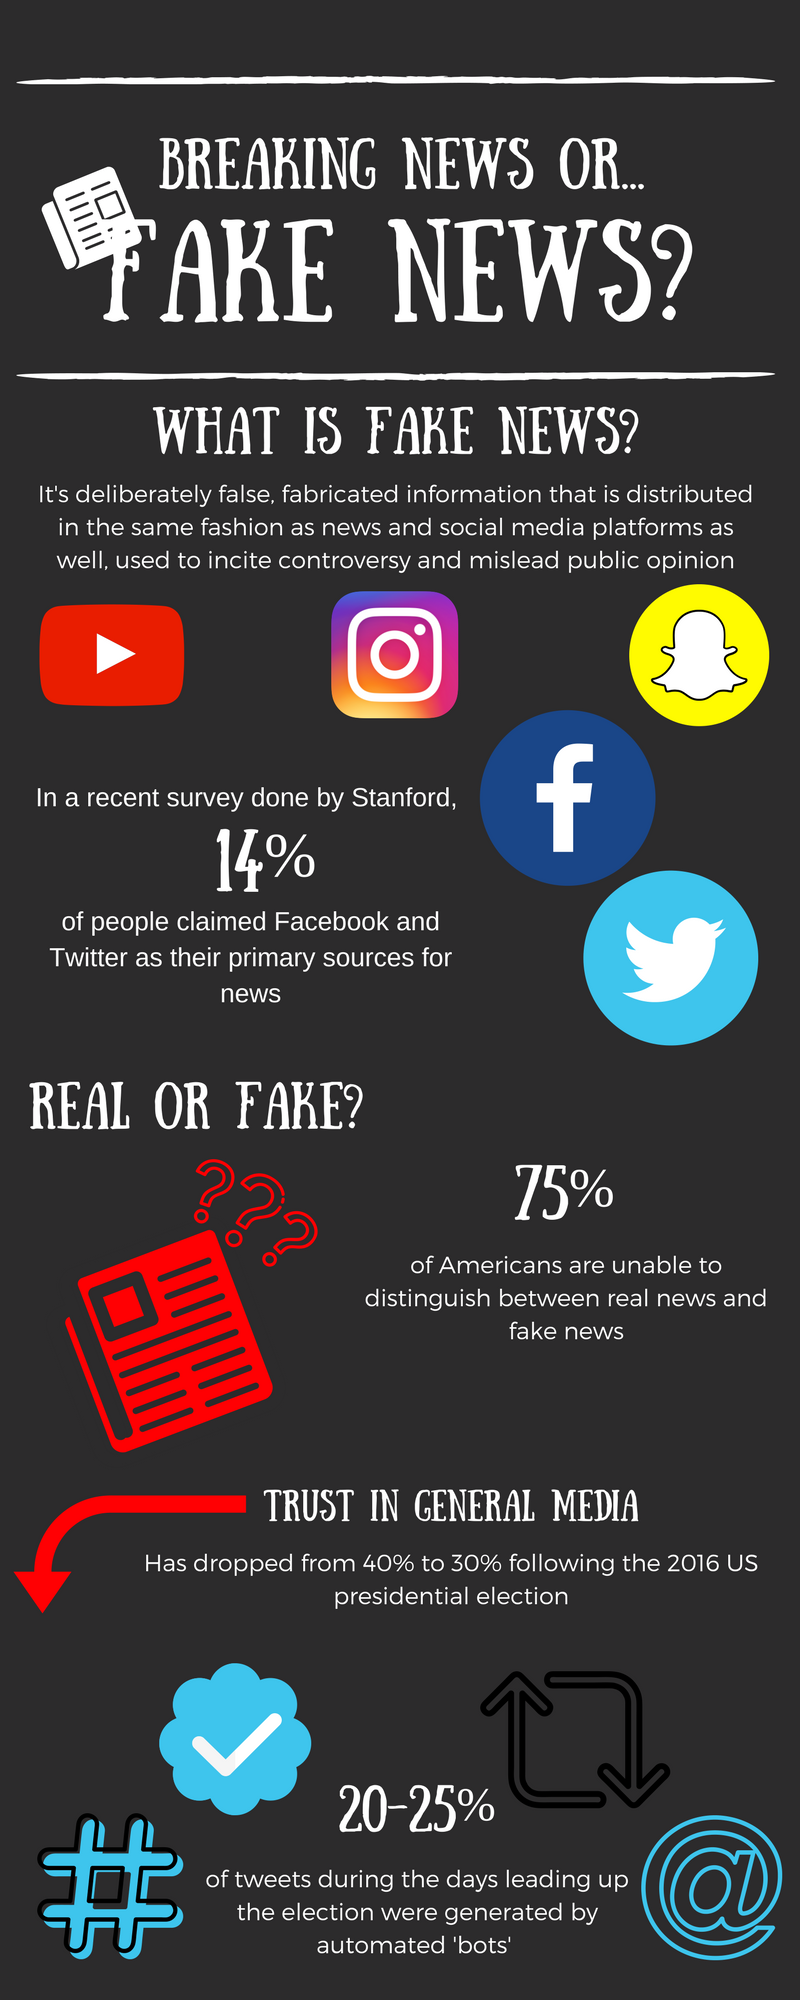 BREAKING NEWS OR...
FAKE NEWS?
WHAT IS FAKE NEWS?
It's deliberately false, fabricated information that is distributed
in the same fashion as news and social media platforms as
well, used to incite controversy and mislead public opinion
In a recent survey done by Stanford,
14%
of people claimed Facebook and
Twitter as their primary sources for
news
REAL OR FAKE?
75%
of Americans are unable to
distinguish between real news and
fake news
TRUST IN GENERAL MEDIA
Has dropped from 40% to 30% following the 2016 US
presidential election
20-25%
of tweets during the days leading up
the election were generated by
automated 'bots'